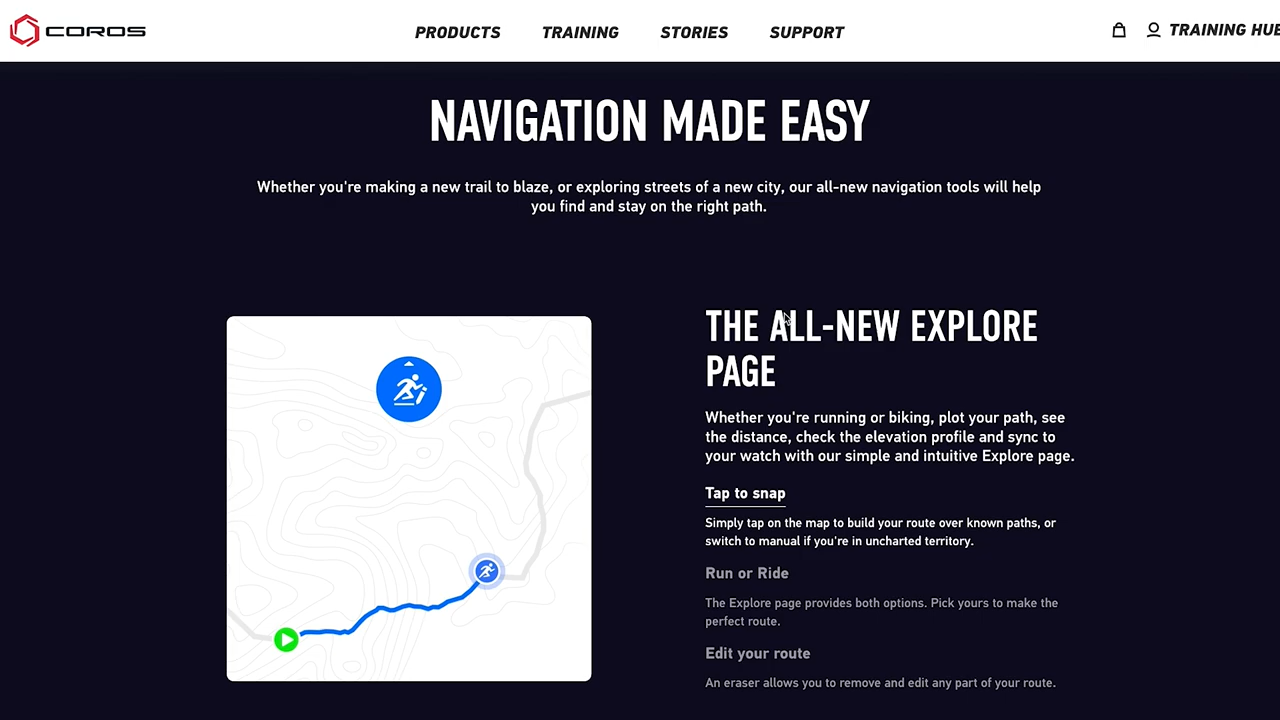 COROS
PRODUCTS TRAINING STORIES SUPPORT
TRAINING HUB
NAVIGATION MADE EASY
Whether you're making a new trail to blaze, or exploring streets of a new city, our all-new navigation tools will help
you find and stay on the right path.
THE ALL-NEW EXPLORE
PAGE
Whether you're running or biking, plot your path, see
the distance, check the elevation profile and sync to
your watch with our simple and intuitive Explore page.
Tap to snap
Simply tap on the map to build your route over known paths, or
switch to manual if you're in uncharted territory.
Run or Ride
The Explore page provides both options. Pick yours to make the
perfect route.
Edit your route
An eraser allows you to remove and edit any part of your route.